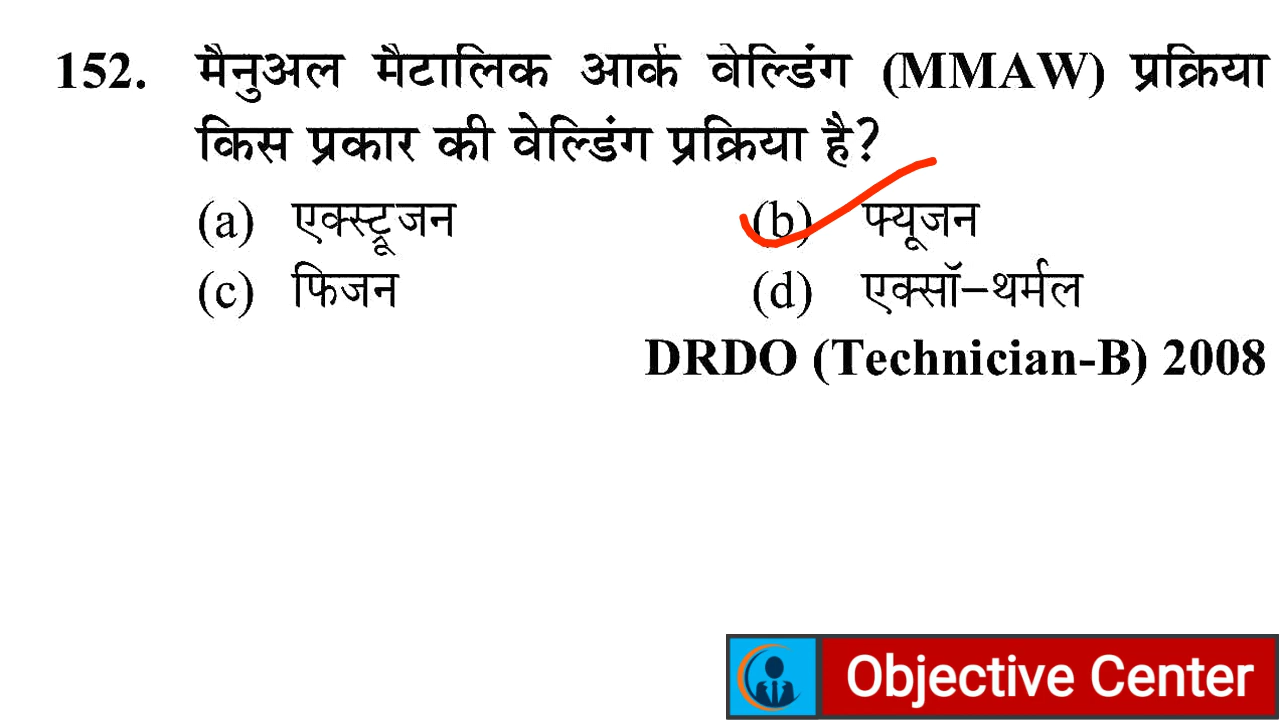 152. मैनुअल मैटालिक आर्क वेल्डिंग (MMAW) प्रक्रिया
किस प्रकार की वेल्डिंग प्रक्रिया है?
(a) एक्स्ट्रूजन (b) फ्यूजन
(c) फिजन (d) एक्सॉ-थर्मल
DRDO (Technician-B) 2008
Objective Center